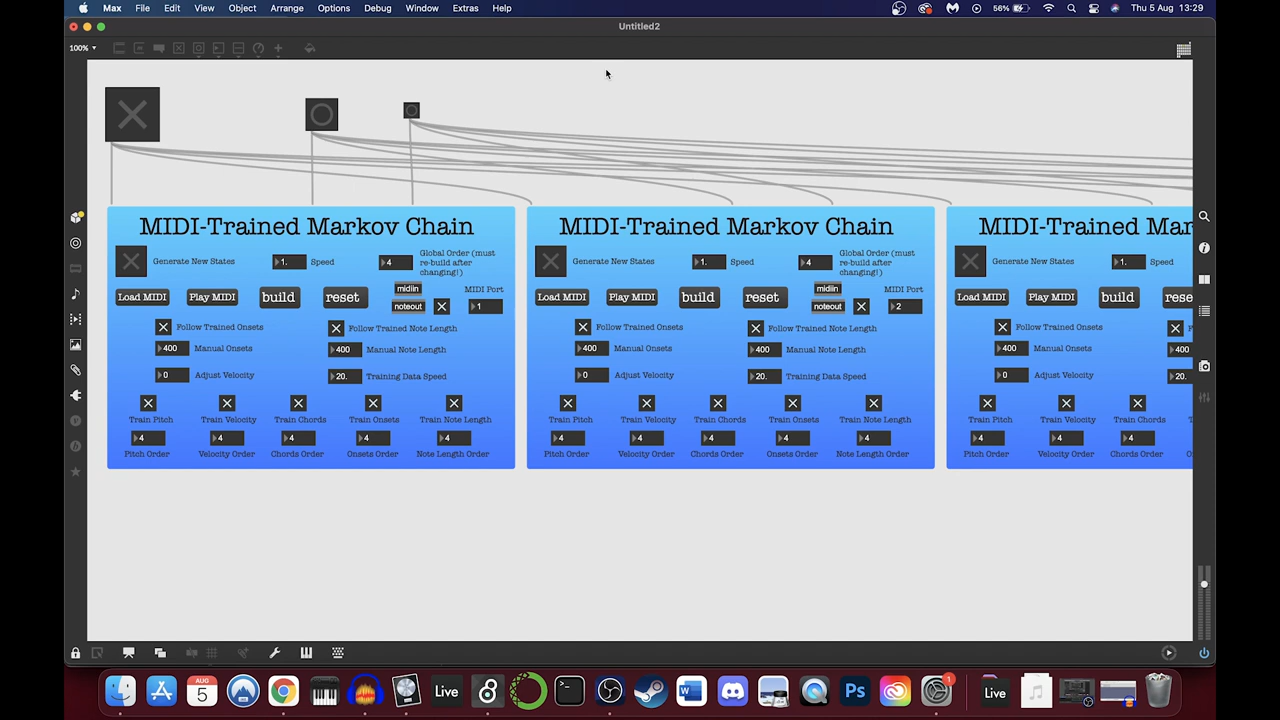 Max File Edit View Object Arrange Options Debug Window Extras Help 56% Thu 5 Aug 13:29
Untitled2
100%
MIDI-Trained Markov Chain
Generate New States
1.
Speed
4
Global Order (must
re-build after
changing!)
Load MIDI
Play MIDI
build
reset
midiin
noteout
MIDI Port
1
Follow Trained Onsets
Follow Trained Note Length
400
Manual Onsets
400
Manual Note Length
0
Adjust Velocity
20.
Training Data Speed
Train Pitch
Train Velocity
Train Chords
Train Onsets
Train Note Length
4
4
4
4
4
Pitch Order
Velocity Order
Chords Order
Onsets Order
Note Length Order
MIDI-Trained Markov Chain
Generate New States
1.
Speed
4
Global Order (must
re-build after
changing!)
Load MIDI
Play MIDI
build
reset
midiin
noteout
MIDI Port
2
Follow Trained Onsets
Follow Trained Note Length
400
Manual Onsets
400
Manual Note Length
0
Adjust Velocity
20.
Training Data Speed
Train Pitch
Train Velocity
Train Chords
Train Onsets
Train Note Length
4
4
4
4
4
Pitch Order
Velocity Order
Chords Order
Onsets Order
Note Length Order
MIDI-Trained Mar
Generate New States
1.
Speed
Load MIDI
Play MIDI
build
rese
Follow Trained Onsets
F
400
Manual Onsets
400
0
Adjust Velocity
20.
Train Pitch
Train Velocity
Train Chords
4
4
4
Pitch Order
Velocity Order
Chords Order
AUG
5
Live
8
W
Ps
1
Live